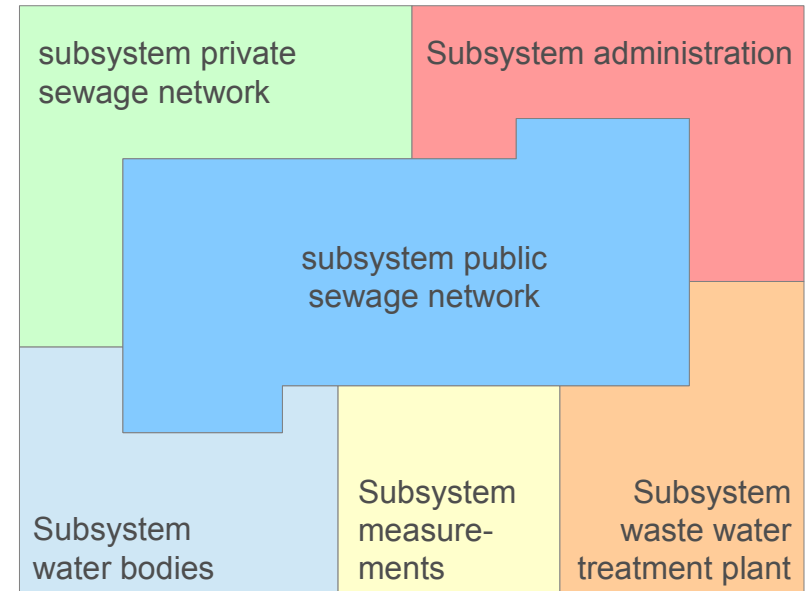 subsystem private
sewage network
Subsystem administration
subsystem public
sewage network
Subsystem
water bodies
Subsystem
measure-
ments
Subsystem
waste water
treatment plant